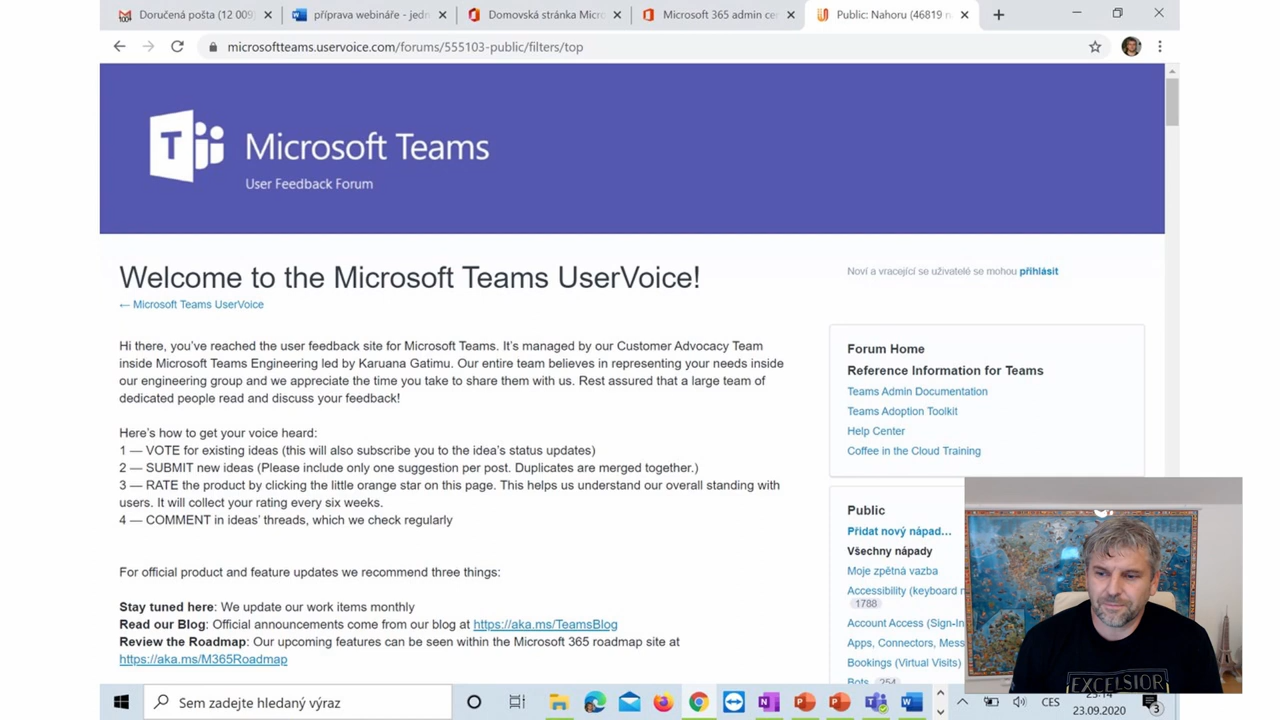 Doručená pošta (12 009)
příprava webináře - jedn
Domovská stránka Micro
Microsoft 365 admin cen
Public: Nahoru (46819 n
microsoftteams.uservoice.com/forums/555103-public/filters/top
Microsoft Teams
User Feedback Forum
Welcome to the Microsoft Teams UserVoice!
← Microsoft Teams UserVoice
Noví a vracející se uživatelé se mohou přihlásit
Hi there, you've reached the user feedback site for Microsoft Teams. It's managed by our Customer Advocacy Team
inside Microsoft Teams Engineering led by Karuana Gatimu. Our entire team believes in representing your needs inside
our engineering group and we appreciate the time you take to share them with us. Rest assured that a large team of
dedicated people read and discuss your feedback!
Here's how to get your voice heard:
1 — VOTE for existing ideas (this will also subscribe you to the idea's status updates)
2 — SUBMIT new ideas (Please include only one suggestion per post. Duplicates are merged together.)
3 — RATE the product by clicking the little orange star on this page. This helps us understand our overall standing with
users. It will collect your rating every six weeks.
4 — COMMENT in ideas' threads, which we check regularly
For official product and feature updates we recommend three things:
Stay tuned here: We update our work items monthly
Read our Blog: Official announcements come from our blog at https://aka.ms/TeamsBlog
Review the Roadmap: Our upcoming features can be seen within the Microsoft 365 roadmap site at
https://aka.ms/M365Roadmap
Forum Home
Reference Information for Teams
Teams Admin Documentation
Teams Adoption Toolkit
Help Center
Coffee in the Cloud Training
Public
Přidat nový nápad…
Všechny nápady
Moje zpětná vazba
Accessibility (keyboard n
1788
Account Access (Sign-In
Apps, Connectors, Mess
Bookings (Virtual Visits)
Bots 254
EXCELSIOR
Sem zadejte hledaný výraz
CES
23:14
23.09.2020
3